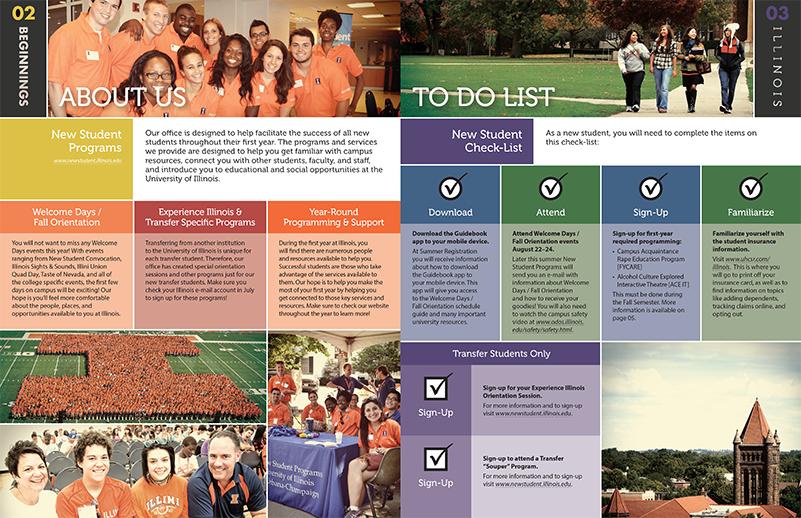 02
BEGINNINGS
ABOUT US
New Student
Programs
www.newstudent.illinois.edu
Our office is designed to help facilitate the success of all new
students throughout their first year. The programs and services
we provide are designed to help you get familiar with campus
resources, connect you with other students, faculty, and staff,
and introduce you to educational and social opportunities at the
University of Illinois.
Welcome Days /
Fall Orientation
You will not want to miss any Welcome
Days events this year! With events
ranging from New Student Convocation,
Illinois Sights & Sounds, Illini Union
Quad Day, Taste of Nevada, and all of
the college specific events, the first few
days on campus will be exciting! Our
hope is you'll feel more comfortable
about the people, places, and
opportunities available to you at Illinois.
Experience Illinois &
Transfer Specific Programs
Transferring from another institution
to the University of Illinois is unique for
each transfer student. Therefore, our
office has created special orientation
sessions and other programs just for our
new transfer students. Make sure you
check your Illinois e-mail account in July
to sign up for these programs!
Year-Round
Programming & Support
During the first year at Illinois, you
will find there are numerous people
and resources available to help you.
Successful students are those who take
advantage of the services available to
them. Our hope is to help you make the
most of your first year by helping you
get connected to those key services and
resources. Make sure to check our website
throughout the year to learn more!
Student Programs
University of Illinois
Urbana-Champaign
ILLINI
I
03
ILLINOIS
TO DO LIST
New Student
Check-List
As a new student, you will need to complete the items on
this check-list:
Download
Download the Guidebook
app to your mobile device.
At Summer Registration
you will receive information
about how to download
the Guidebook app to
your mobile device. This
app will give you access to
the Welcome Days / Fall
Orientation schedule
guide and many important
university resources.
Attend
Attend Welcome Days /
Fall Orientation events
August 22–24.
Later this summer New
Student Programs will
send you an e-mail with
information about Welcome
Days / Fall Orientation
and how to receive your
goodies! You will also need
to watch the campus safety
video at www.odos.illinois.
edu/safety/safety.html.
Sign-Up
Sign-up for first-year
required programming:
• Campus Acquaintance
Rape Education Program
[FYCARE]
• Alcohol Culture Explored
Interactive Theatre [ACE IT]
This must be done during
the Fall Semester. More
information is available on
page 05.
Familiarize
Familiarize yourself with
the student insurance
information.
Visit www.uhcsr.com/
illinois. This is where you
will go to print off your
insurance card, as well as to
find information on topics
like adding dependents,
tracking claims online, and
opting out.
Transfer Students Only
Sign-Up
Sign-up for your Experience Illinois
Orientation Session.
For more information and to sign-up
visit www.newstudent.illinois.edu.
Sign-Up
Sign-up to attend a Transfer
"Souper" Program.
For more information and to sign-up
visit www.newstudent.illinois.edu.